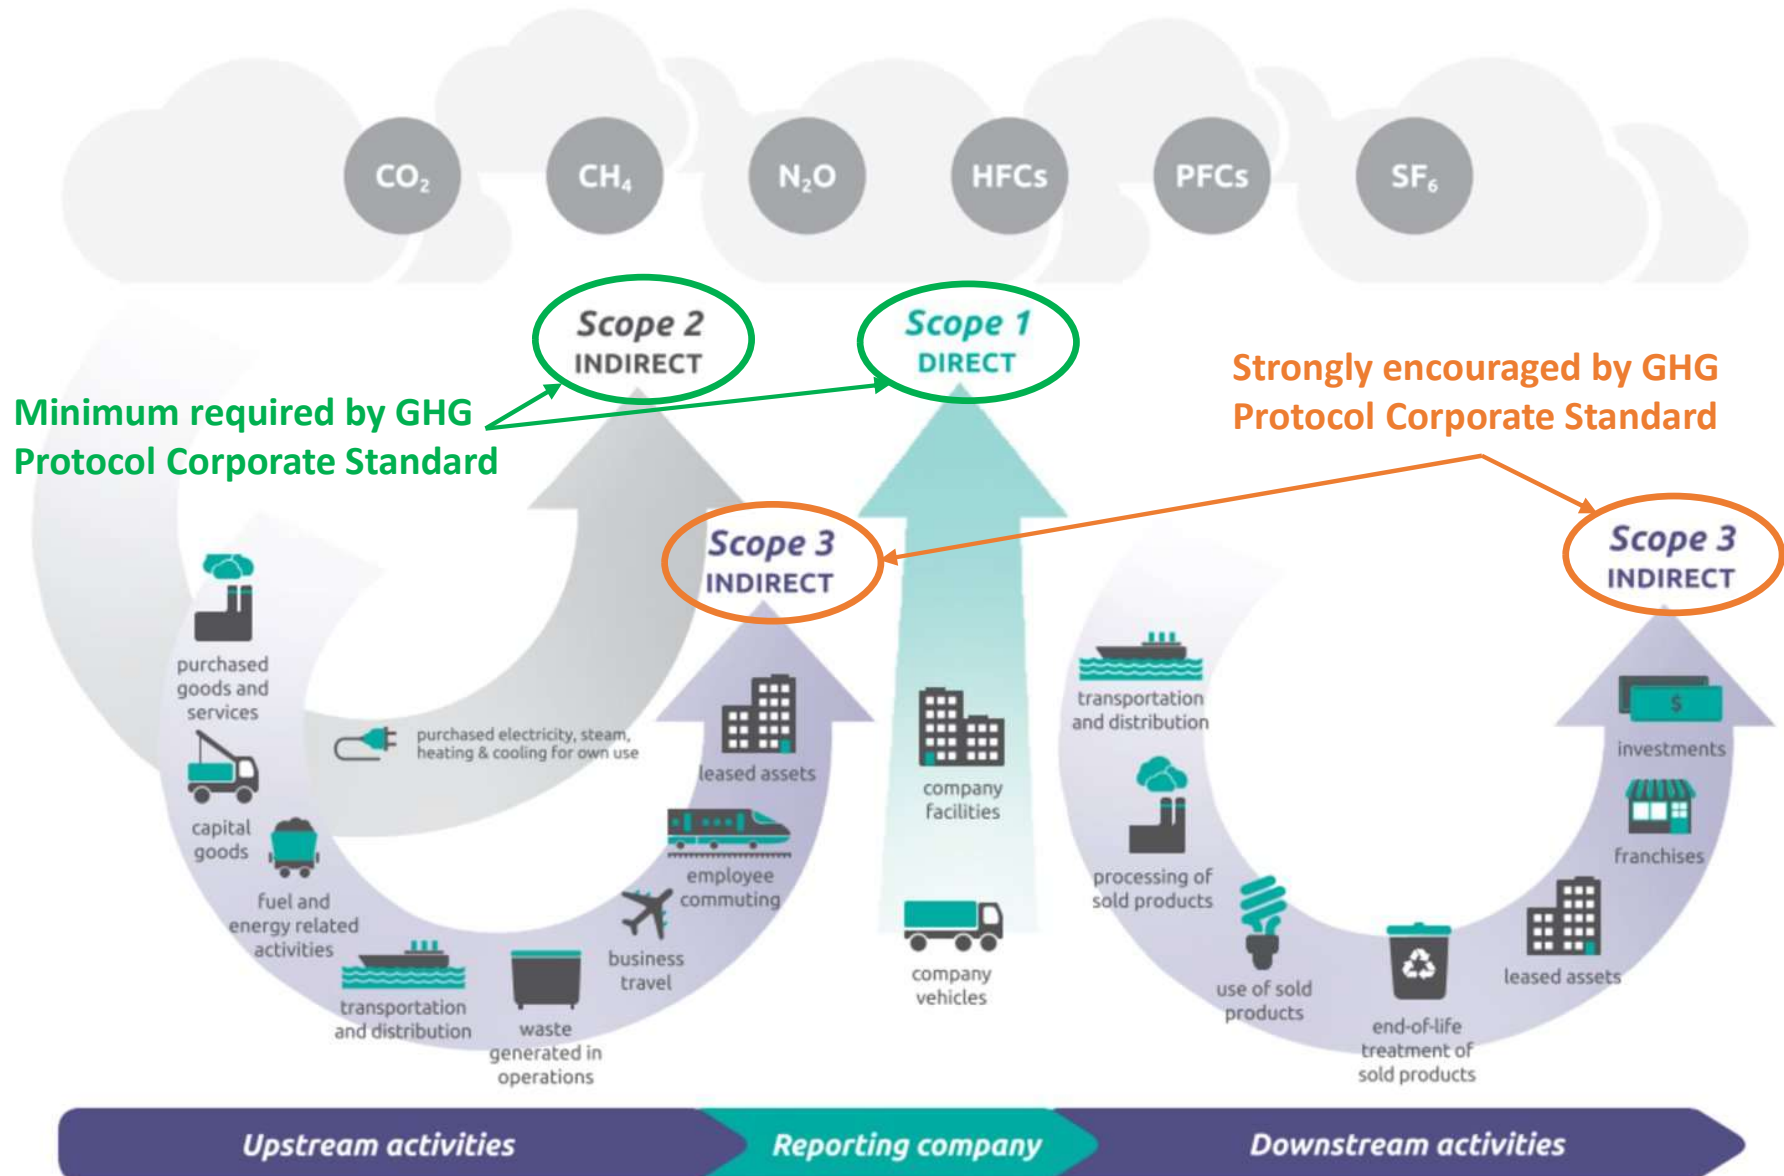 CO₂
CH₄
N₂O
HFCs
PFCs
SF₆
Scope 2
INDIRECT
Scope 1
DIRECT
Minimum required by GHG
Protocol Corporate Standard
Strongly encouraged by GHG
Protocol Corporate Standard
Scope 3
INDIRECT
Scope 3
INDIRECT
purchased
goods and
services
capital
goods
fuel and
energy related
activities
transportation
and distribution
waste
generated in
operations
business
travel
employee
commuting
leased assets
purchased electricity, steam,
heating & cooling for own use
company
facilities
company
vehicles
transportation
and distribution
processing of
sold products
use of sold
products
end-of-life
treatment of
sold products
leased assets
franchises
$
investments
Upstream activities
Reporting company
Downstream activities